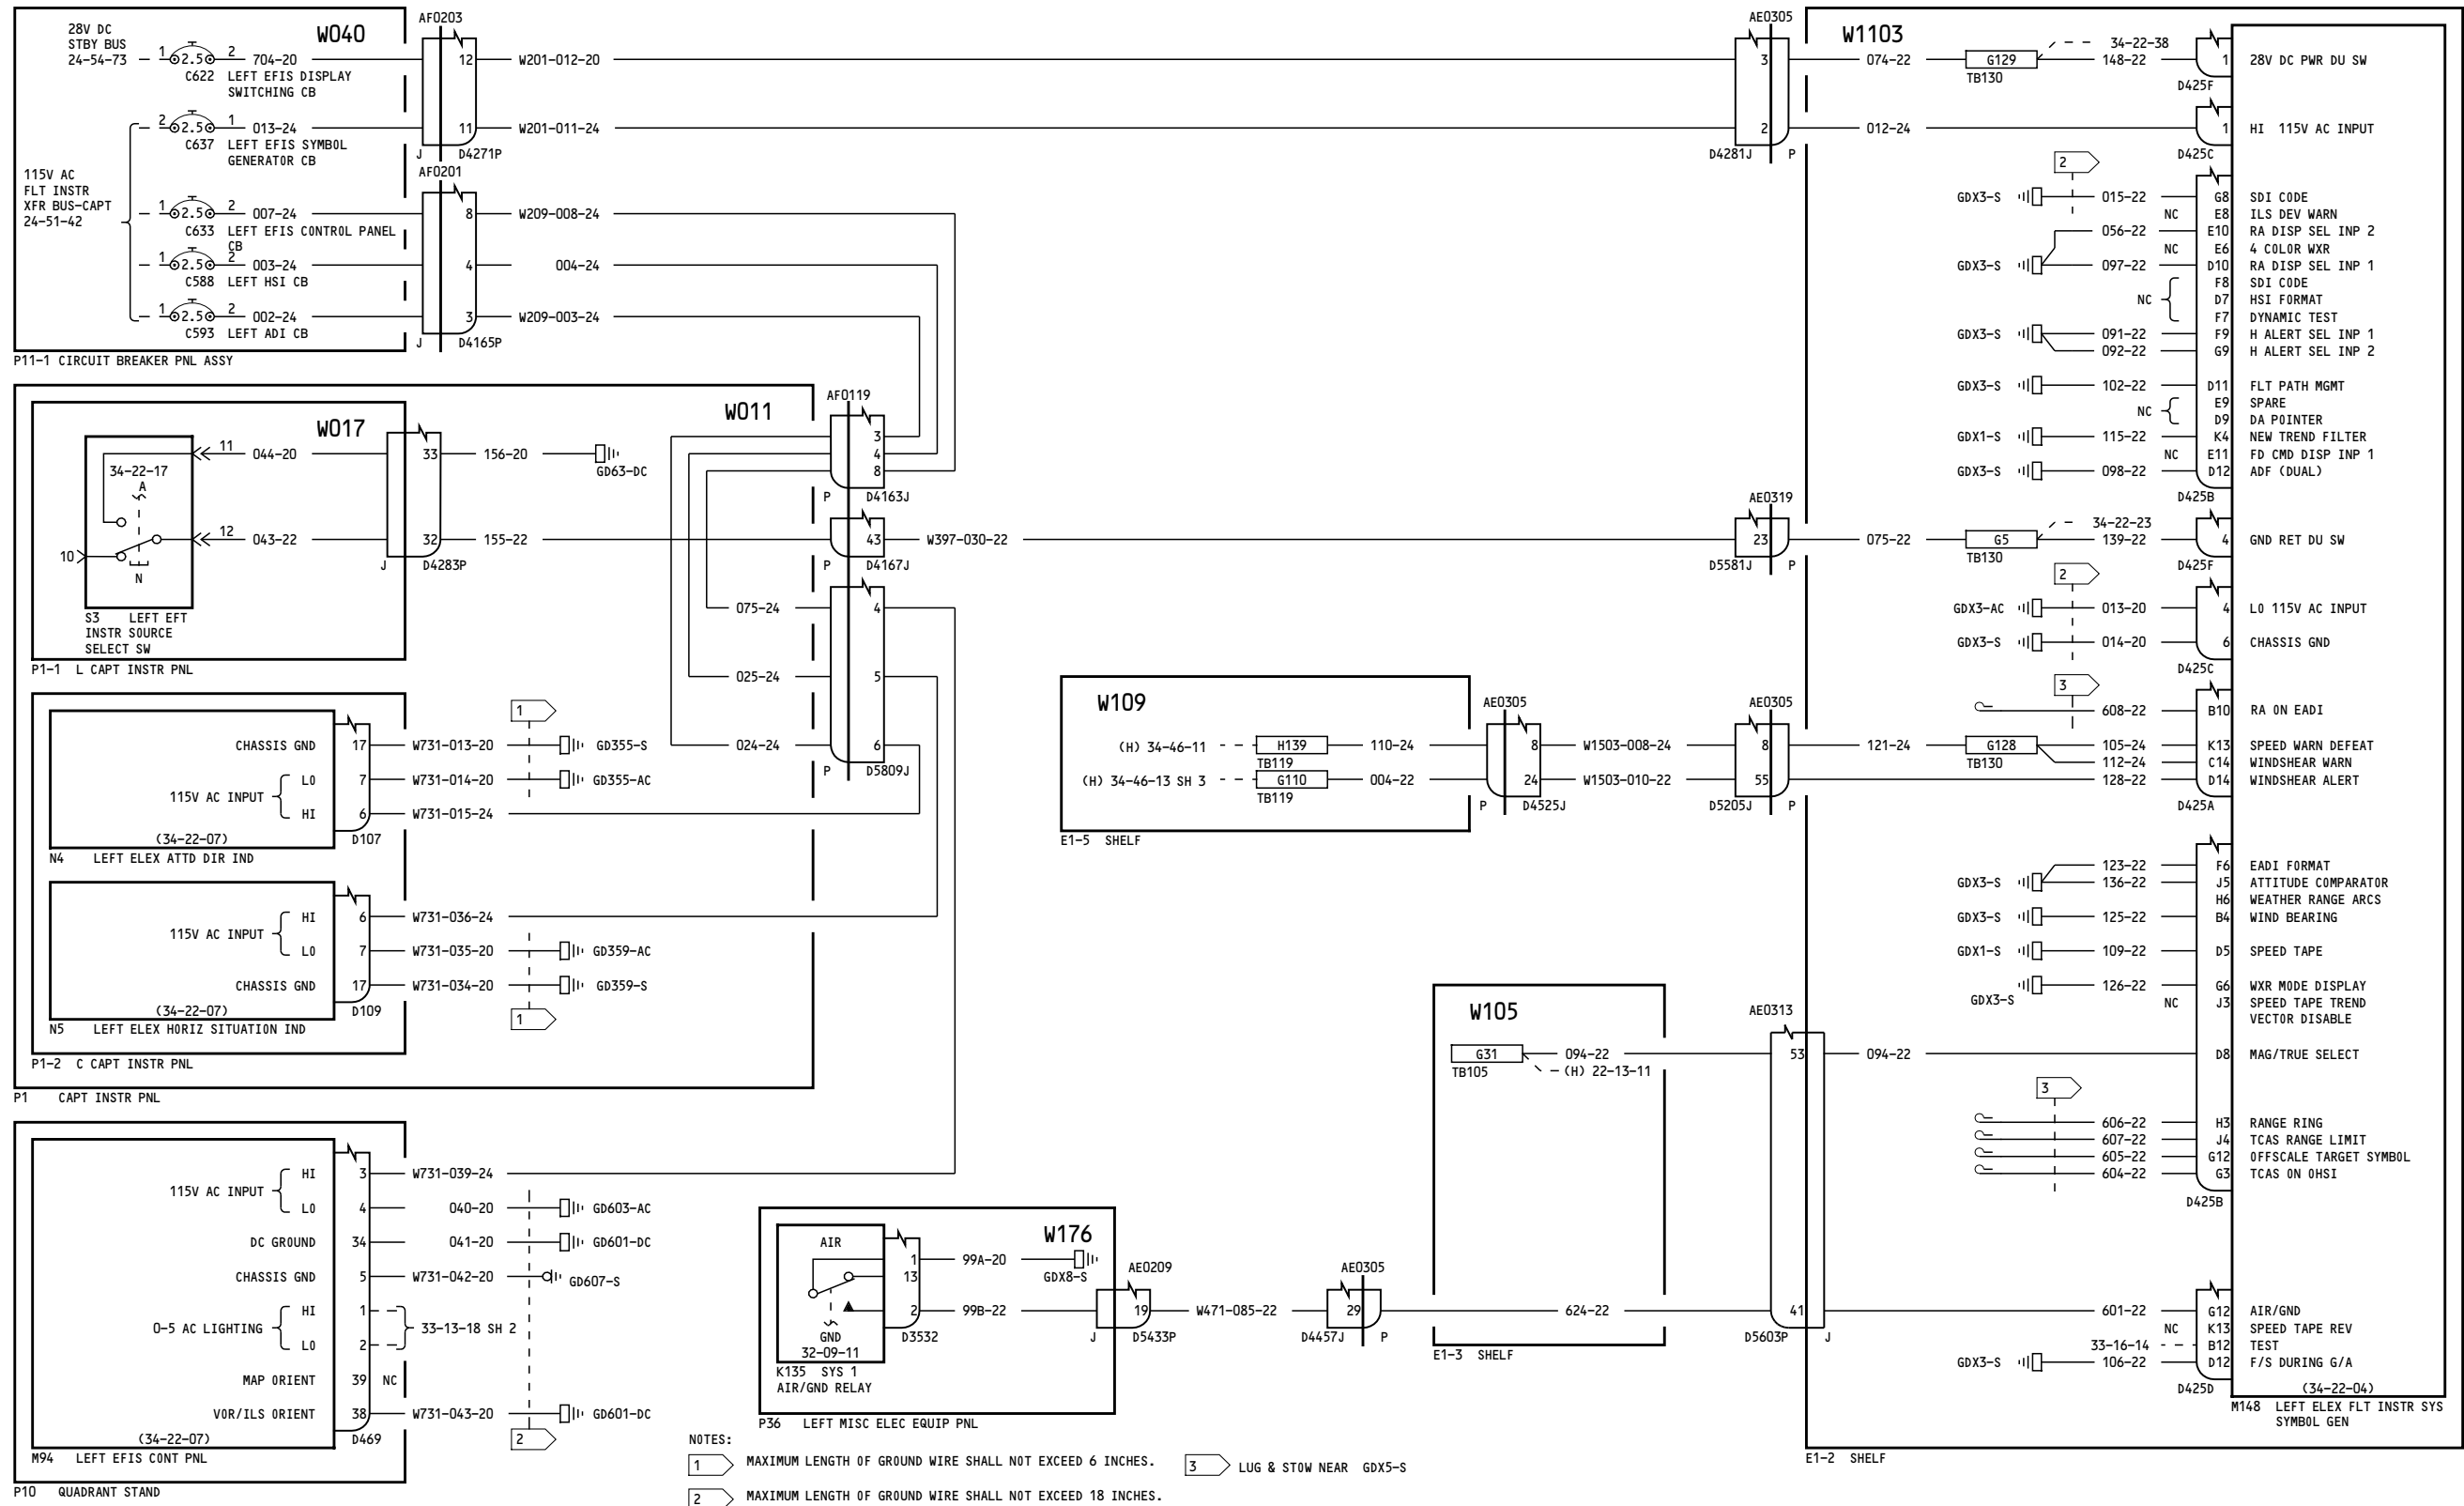 28V DC
STBY BUS
24-54-73
1 2.5 2 704-20
C622 LEFT EFIS DISPLAY
SWITCHING CB
W040
2 2.5 1 013-24
C637 LEFT EFIS SYMBOL
GENERATOR CB
115V AC
FLT INSTR
XFR BUS-CAPT
24-51-42
1 2.5 2 007-24
C633 LEFT EFIS CONTROL PANEL
CB
1 2.5 2 003-24
C588 LEFT HSI CB
1 2.5 2 002-24
C593 LEFT ADI CB
P11-1 CIRCUIT BREAKER PNL ASSY
AF0203
12 W201-012-20
11 W201-011-24
J D4271P
AF0201
8 W209-008-24
4 004-24
3 W209-003-24
J D4165P
AE0305
3
2
D4281J P
W1103
074-22 G129 148-22
TB130
34-22-38
012-24
1 28V DC PWR DU SW
D425F
1 HI 115V AC INPUT
D425C
2
GDX3-S 015-22 G8 SDI CODE
NC E8 ILS DEV WARN
056-22 E10 RA DISP SEL INP 2
NC E6 4 COLOR WXR
GDX3-S 097-22 D10 RA DISP SEL INP 1
F8 SDI CODE
NC D7 HSI FORMAT
F7 DYNAMIC TEST
GDX3-S 091-22 F9 H ALERT SEL INP 1
092-22 G9 H ALERT SEL INP 2
GDX3-S 102-22 D11 FLT PATH MGMT
E9 SPARE
NC
D9 DA POINTER
GDX1-S 115-22 K4 NEW TREND FILTER
NC E11 FD CMD DISP INP 1
GDX3-S 098-22 D12 ADF (DUAL)
D425B
W011
W017
34-22-17
A
N
10
11 044-20
12 043-22
33 156-20 GD63-DC
32 155-22
J D4283P
S3 LEFT EFT
INSTR SOURCE
SELECT SW
P1-1 L CAPT INSTR PNL
AF0119
3
4
8
P D4163J
43 W397-030-22
P D4167J
075-24 4
025-24 5
024-24 6
P D5809J
AE0319
23
D5581J P
075-22 G5 139-22
TB130
34-22-23
4 GND RET DU SW
D425F
2
GDX3-AC 013-20 4 LO 115V AC INPUT
GDX3-S 014-20 6 CHASSIS GND
D425C
3
608-22 B10 RA ON EADI
121-24 G128 105-24 K13 SPEED WARN DEFEAT
TB130 112-24 C14 WINDSHEAR WARN
128-22 D14 WINDSHEAR ALERT
D425A
W109
(H) 34-46-11 H139 110-24
TB119
(H) 34-46-13 SH 3 G110 004-22
TB119
E1-5 SHELF
AE0305
8 W1503-008-24
24 W1503-010-22
P D4525J
AE0305
8
55
D5205J P
CHASSIS GND 17 W731-013-20 GD355-S
1
LO 7 W731-014-20 GD355-AC
115V AC INPUT
HI 6 W731-015-24
(34-22-07) D107
N4 LEFT ELEX ATTD DIR IND
HI 6 W731-036-24
115V AC INPUT
LO 7 W731-035-20 GD359-AC
CHASSIS GND 17 W731-034-20 GD359-S
(34-22-07) D109
1
N5 LEFT ELEX HORIZ SITUATION IND
P1-2 C CAPT INSTR PNL
P1 CAPT INSTR PNL
123-22 F6 EADI FORMAT
GDX3-S 136-22 J5 ATTITUDE COMPARATOR
H6 WEATHER RANGE ARCS
GDX3-S 125-22 B4 WIND BEARING
GDX1-S 109-22 D5 SPEED TAPE
GDX3-S 126-22 G6 WXR MODE DISPLAY
NC J3 SPEED TAPE TREND
VECTOR DISABLE
W105
G31 094-22
TB105 (H) 22-13-11
AE0313
53 094-22 D8 MAG/TRUE SELECT
3
606-22 H3 RANGE RING
607-22 J4 TCAS RANGE LIMIT
605-22 G12 OFFSCALE TARGET SYMBOL
604-22 G3 TCAS ON OHSI
D425B
HI 3 W731-039-24
115V AC INPUT
LO 4 040-20 GD603-AC
DC GROUND 34 041-20 GD601-DC
CHASSIS GND 5 W731-042-20 GD607-S
HI 1
0-5 AC LIGHTING 33-13-18 SH 2
LO 2
MAP ORIENT 39 NC
VOR/ILS ORIENT 38 W731-043-20 GD601-DC
(34-22-07) D469
2
M94 LEFT EFIS CONT PNL
P10 QUADRANT STAND
W176
AIR
1 99A-20
GDX8-S
13
2 99B-22
GND
32-09-11
D3532
K135 SYS 1
AIR/GND RELAY
P36 LEFT MISC ELEC EQUIP PNL
AE0209
19 W471-085-22
J D5433P
AE0305
29
D4457J P
624-22
E1-3 SHELF
41
D5603P J
601-22 G12 AIR/GND
NC K13 SPEED TAPE REV
33-16-14 B12 TEST
GDX3-S 106-22 D12 F/S DURING G/A
D425D (34-22-04)
M148 LEFT ELEX FLT INSTR SYS
SYMBOL GEN
E1-2 SHELF
NOTES:
1 MAXIMUM LENGTH OF GROUND WIRE SHALL NOT EXCEED 6 INCHES.
2 MAXIMUM LENGTH OF GROUND WIRE SHALL NOT EXCEED 18 INCHES.
3 LUG & STOW NEAR GDX5-S